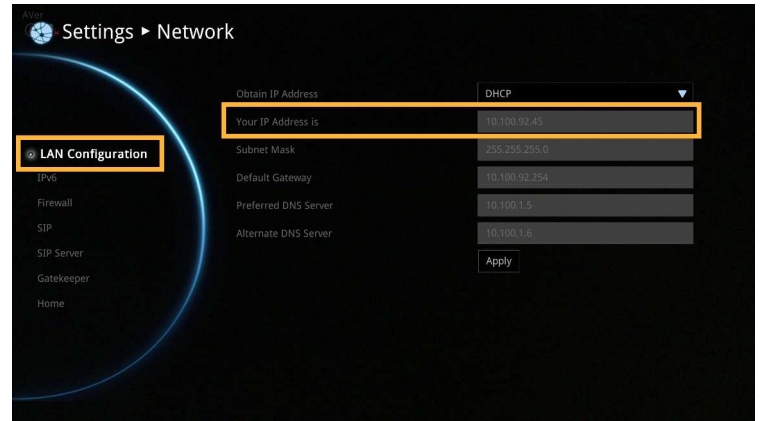 AVer
Settings ▸ Network
Obtain IP Address DHCP
Your IP Address is 10.100.92.45
LAN Configuration
Subnet Mask 255.255.255.0
IPv6
Default Gateway 10.100.92.254
Firewall
Preferred DNS Server 10.100.1.5
SIP
Alternate DNS Server 10.100.1.6
SIP Server
Apply
Gatekeeper
Home